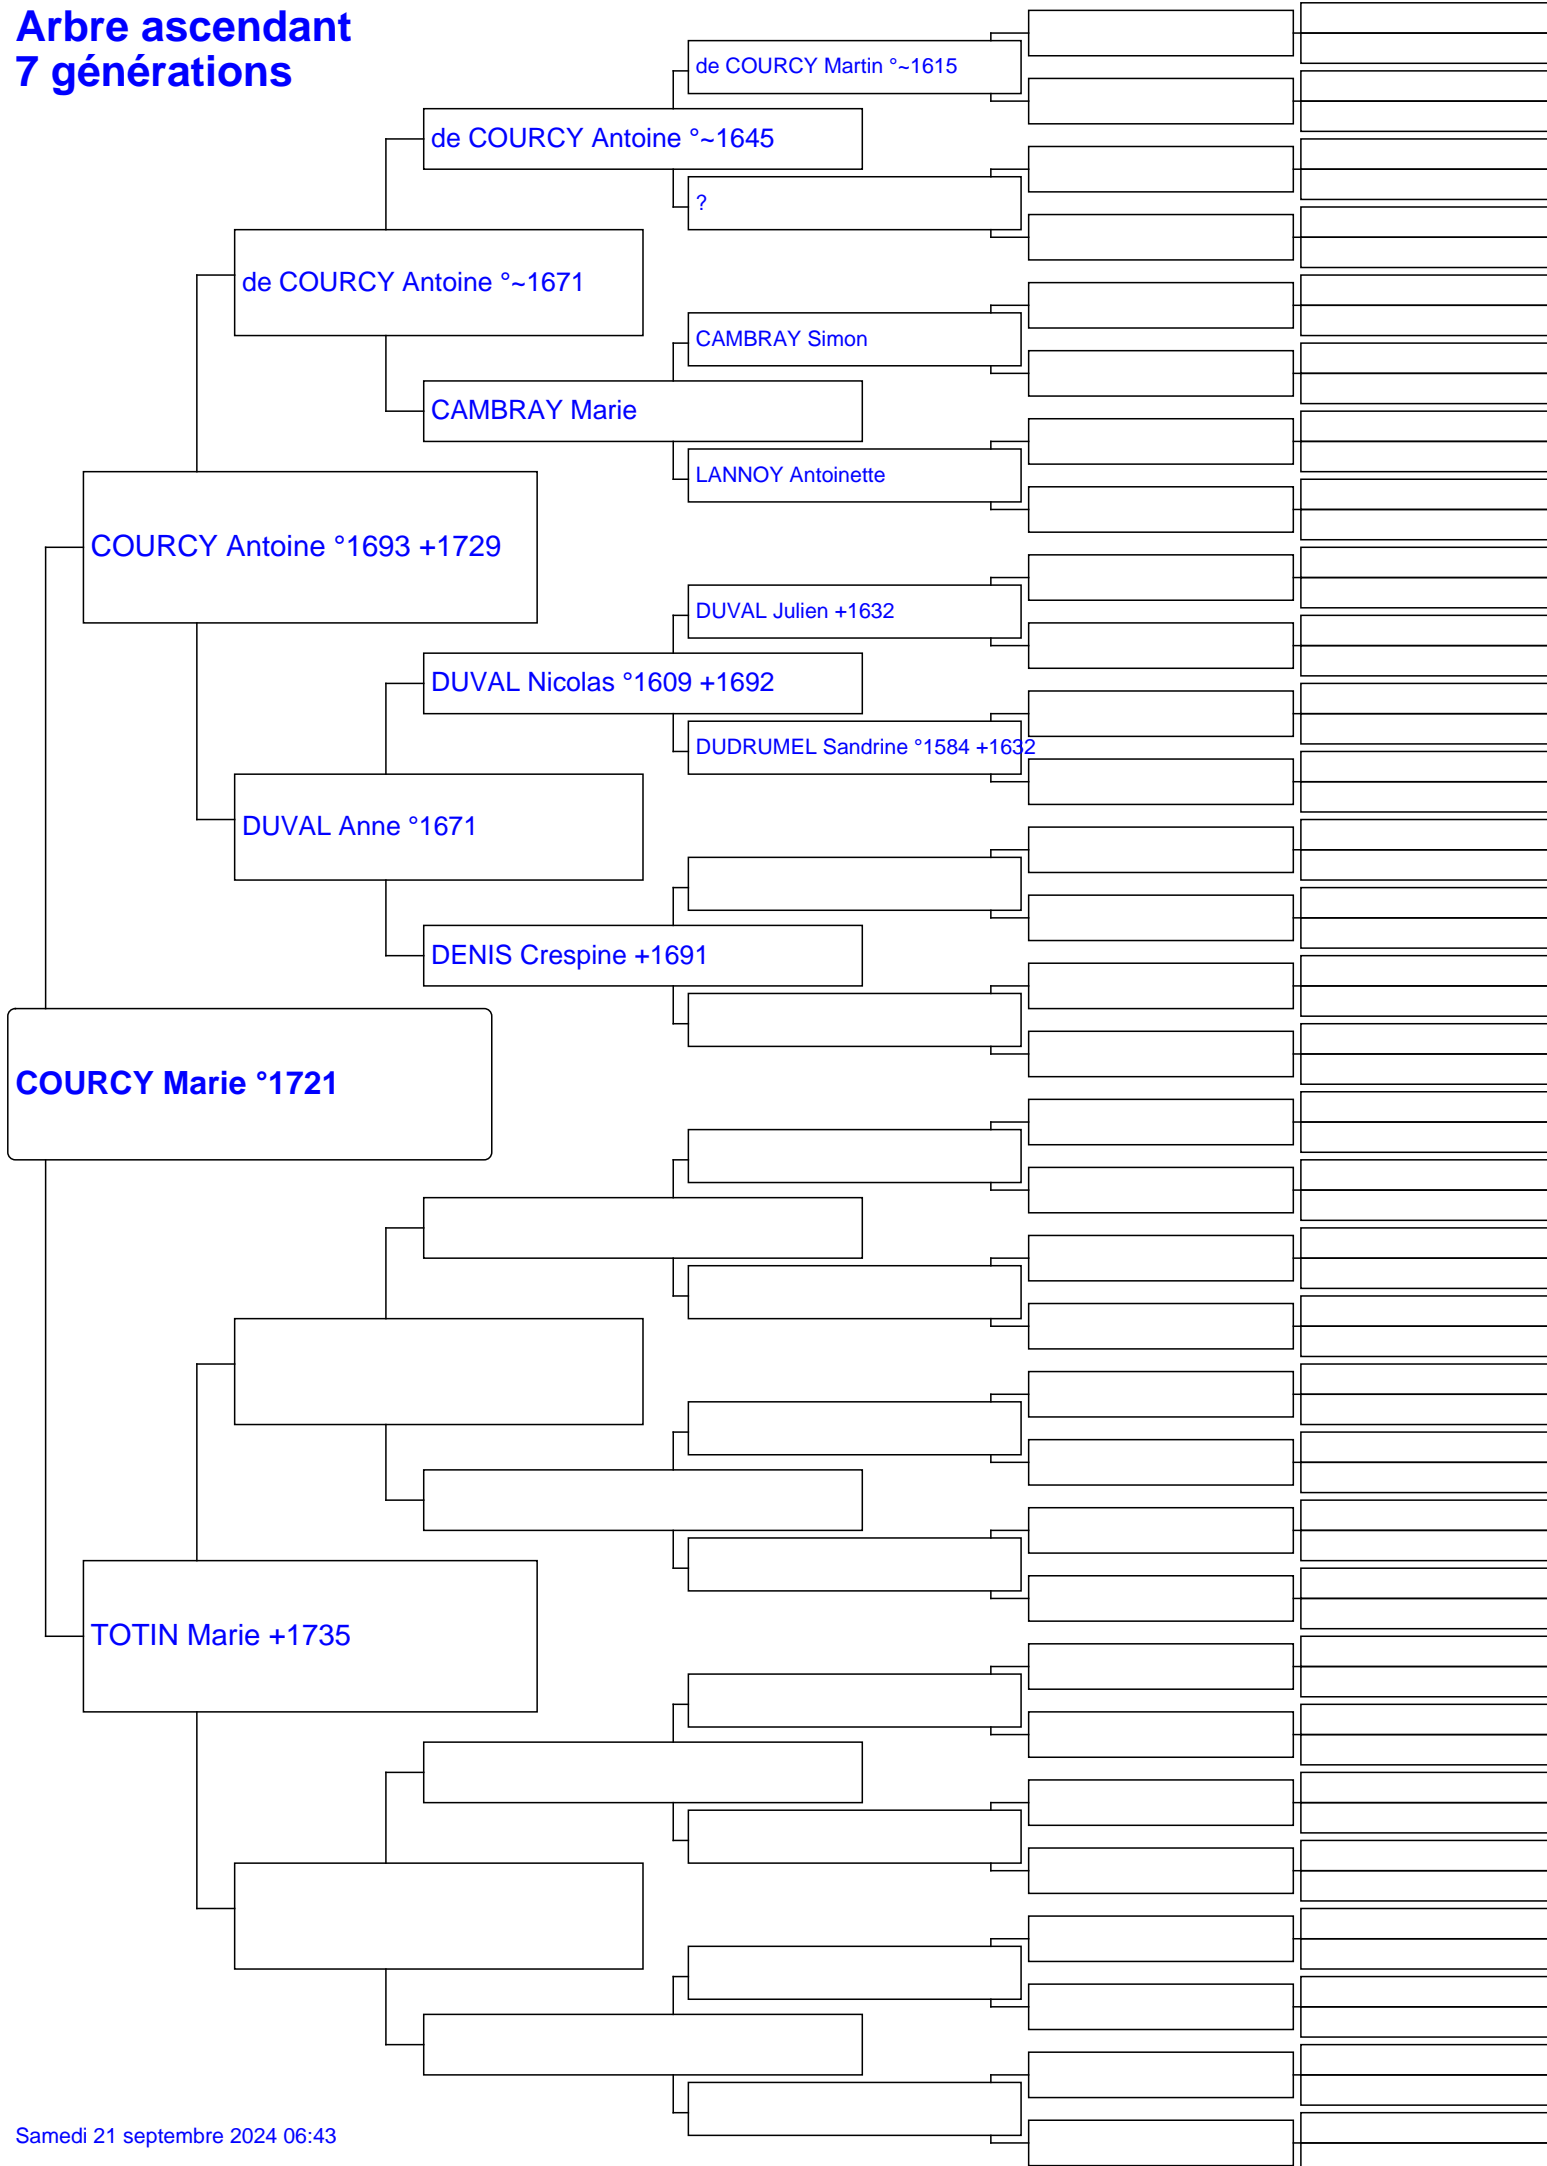 Arbre ascendant
7 générations
de COURCY Martin °~1615
de COURCY Antoine °~1645
?
de COURCY Antoine °~1671
CAMBRAY Simon
CAMBRAY Marie
LANNOY Antoinette
COURCY Antoine °1693 +1729
DUVAL Julien +1632
DUVAL Nicolas °1609 +1692
DUDRUMEL Sandrine °1584 +1632
DUVAL Anne °1671
DENIS Crespine +1691
COURCY Marie °1721
TOTIN Marie +1735
Samedi 21 septembre 2024 06:43